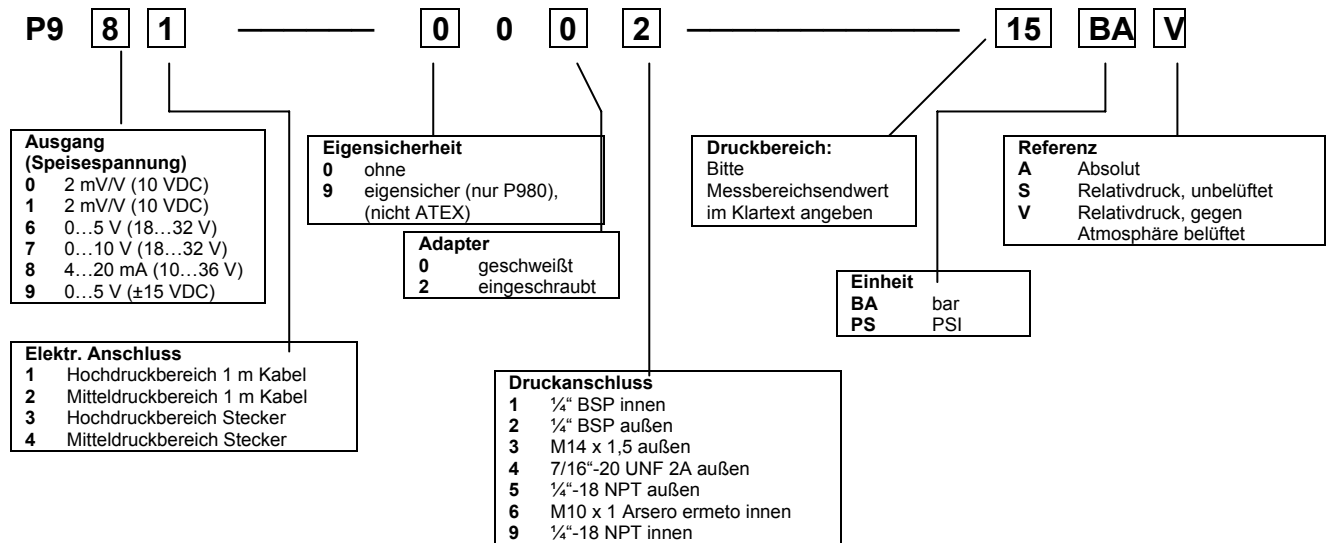 P9 8 1 0 0 0 2 15 BA V
Ausgang
(Speisespannung)
0 2 mV/V (10 VDC)
1 2 mV/V (10 VDC)
6 0…5 V (18…32 V)
7 0…10 V (18…32 V)
8 4…20 mA (10…36 V)
9 0…5 V (±15 VDC)
Elektr. Anschluss
1 Hochdruckbereich 1 m Kabel
2 Mitteldruckbereich 1 m Kabel
3 Hochdruckbereich Stecker
4 Mitteldruckbereich Stecker
Eigensicherheit
0 ohne
9 eigensicher (nur P980),
(nicht ATEX)
Adapter
0 geschweißt
2 eingeschraubt
Druckanschluss
1 ¼“ BSP innen
2 ¼“ BSP außen
3 M14 x 1,5 außen
4 7/16“-20 UNF 2A außen
5 ¼“-18 NPT außen
6 M10 x 1 Arsero ermeto innen
9 ¼“-18 NPT innen
Druckbereich:
Bitte
Messbereichsendwert
im Klartext angeben
Einheit
BA bar
PS PSI
Referenz
A Absolut
S Relativdruck, unbelüftet
V Relativdruck, gegen
Atmosphäre belüftet